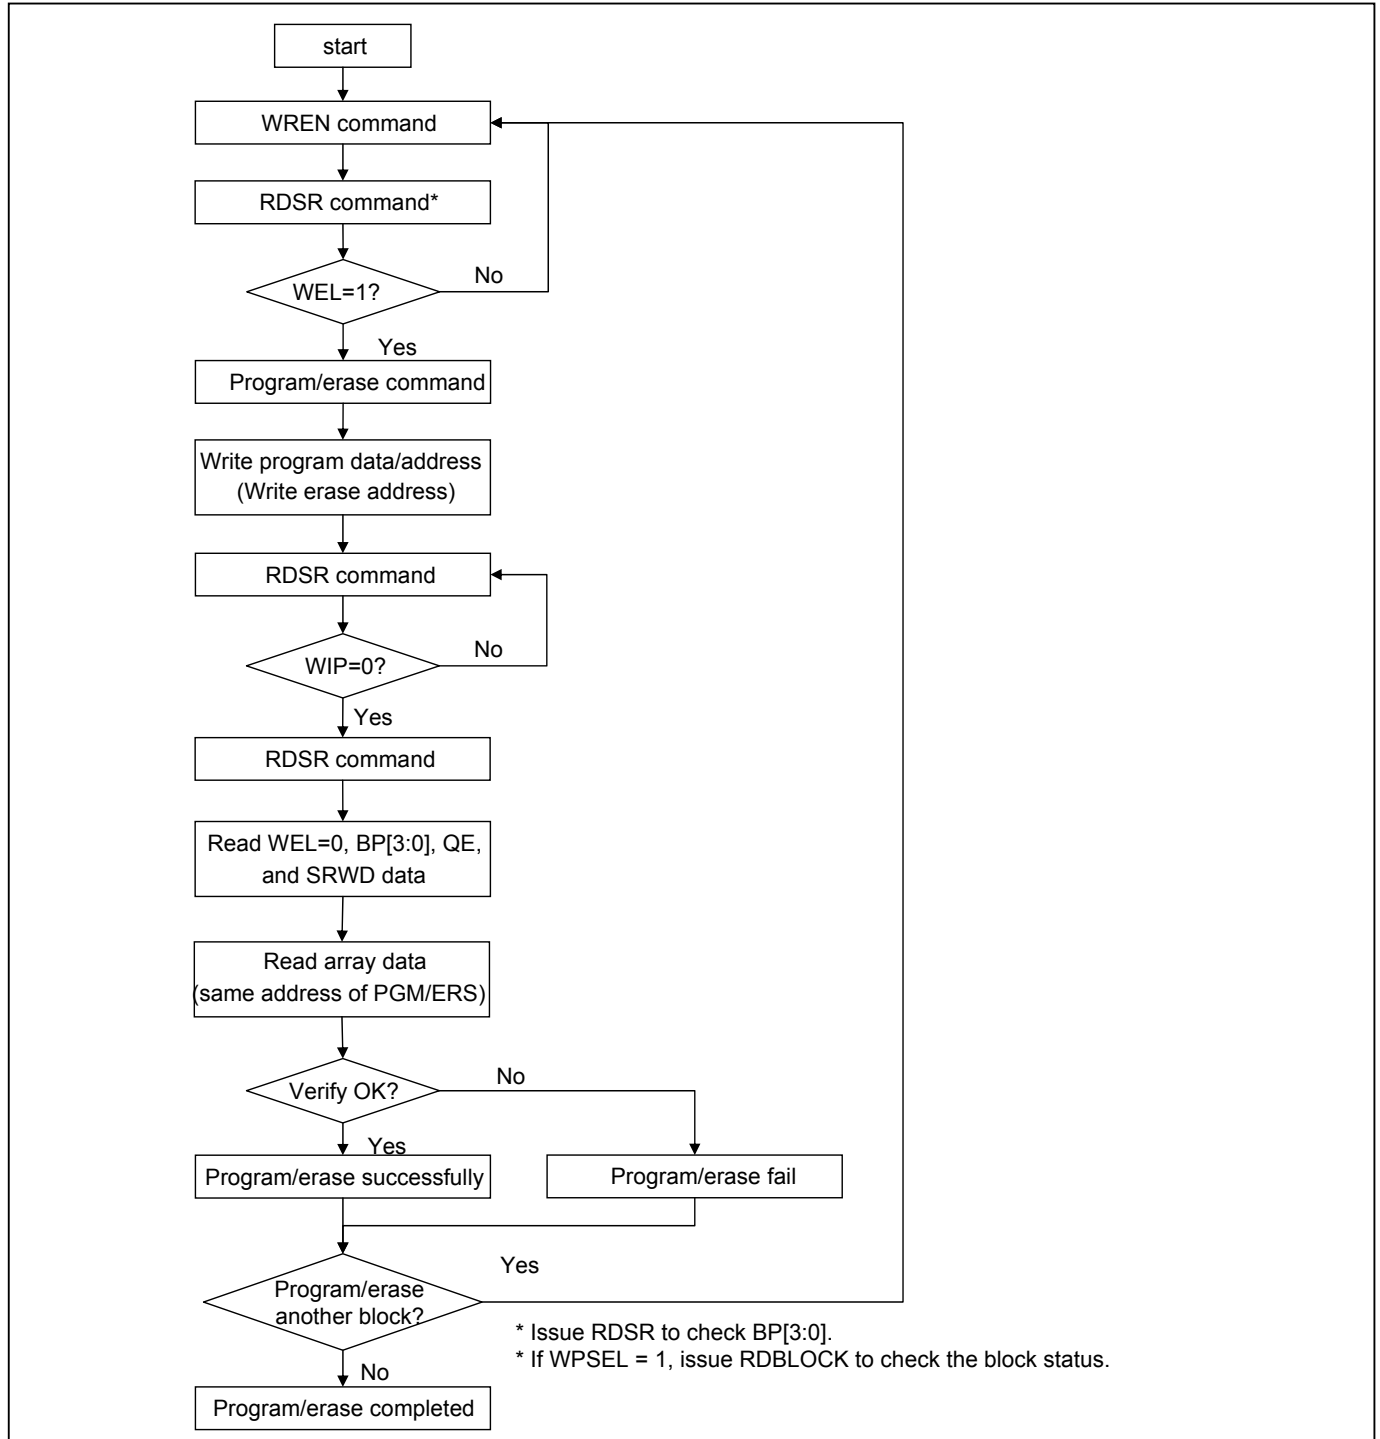 start
WREN command
RDSR command*
WEL=1?
No
Yes
Program/erase command
Write program data/address
(Write erase address)
RDSR command
WIP=0?
No
Yes
RDSR command
Read WEL=0, BP[3:0], QE,
and SRWD data
Read array data
(same address of PGM/ERS)
Verify OK?
No
Yes
Program/erase successfully
Program/erase fail
Yes
Program/erase
another block?
* Issue RDSR to check BP[3:0].
* If WPSEL = 1, issue RDBLOCK to check the block status.
No
Program/erase completed